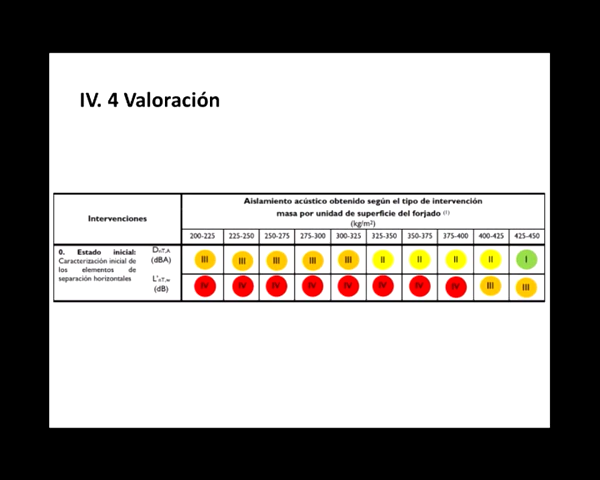 IV. 4 Valoración
Intervenciones
Aislamiento acústico obtenido según el tipo de intervención
masa por unidad de superficie del forjado (1)
(kg/m²)
200-225 225-250 250-275 275-300 300-325 325-350 350-375 375-400 400-425 425-450
0. Estado inicial:
Caracterización inicial de
los elementos de
separación horizontales
DnT,A
(dBA)
III III III III III II II II II I
L'nT,w
(dB)
IV IV IV IV IV IV IV IV III III